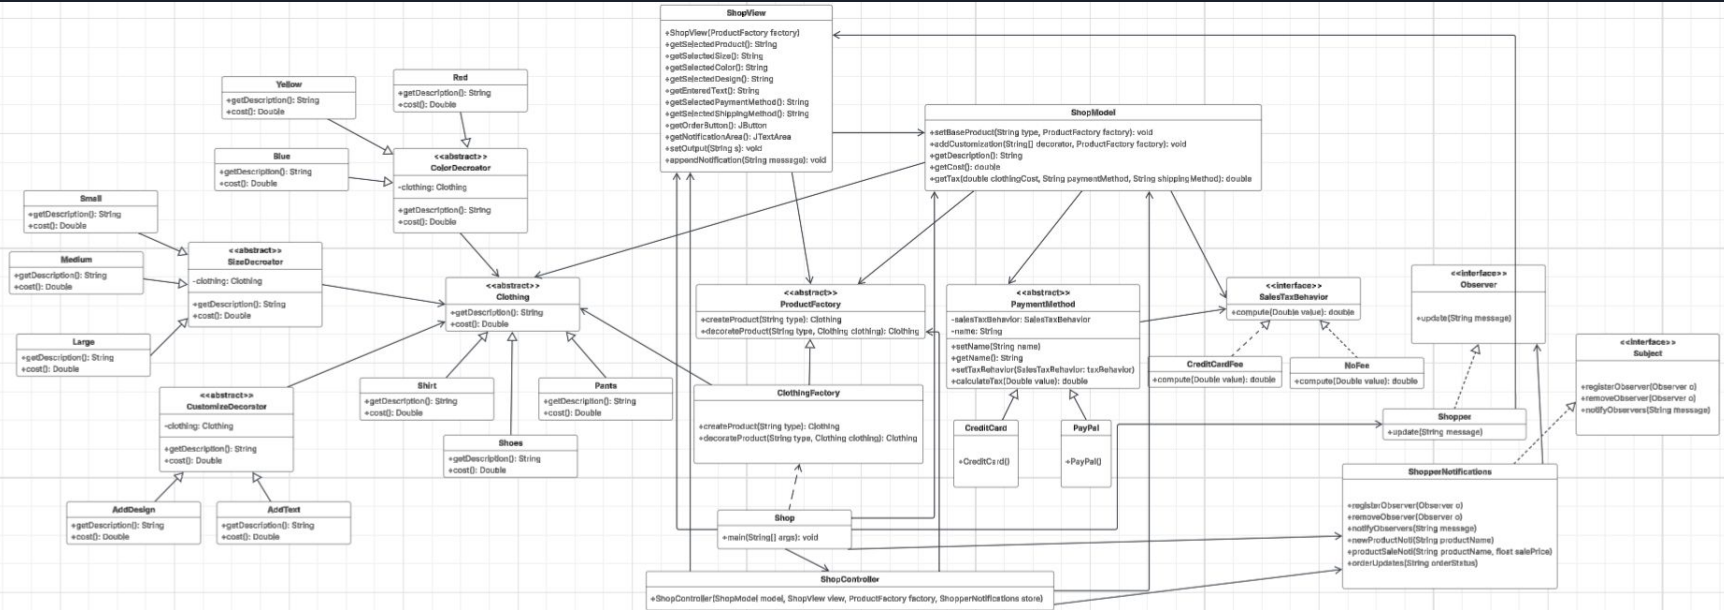 ShopView
+ShopView(ProductFactory factory)
+getSelectedProduct(): String
+getSelectedSize(): String
+getSelectedColor(): String
+getSelectedDesign(): String
+getEnteredText(): String
+getSelectedPaymentMethod(): String
+getSelectedShippingMethod(): String
+getOrderButton(): JButton
+getNotificationArea(): JTextArea
+setOutput(String s): void
+appendNotification(String message): void
Yellow
+getDescription(): String
+cost(): Double
Red
+getDescription(): String
+cost(): Double
Blue
+getDescription(): String
+cost(): Double
<<abstract>>
ColorDecroator
-clothing: Clothing
+getDescription(): String
+cost(): Double
ShopModel
+setBaseProduct(String type, ProductFactory factory): void
+addCustomization(String[] decorator, ProductFactory factory): void
+getDescription(): String
+getCost(): double
+getTax(double clothingCost, String paymentMethod, String shippingMethod): double
Small
+getDescription(): String
+cost(): Double
Medium
+getDescription(): String
+cost(): Double
Large
+getDescription(): String
+cost(): Double
<<abstract>>
SizeDecroator
-clothing: Clothing
+getDescription(): String
+cost(): Double
<<abstract>>
Clothing
+getDescription(): String
+cost(): Double
<<abstract>>
ProductFactory
+createProduct(String type): Clothing
+decorateProduct(String type, Clothing clothing): Clothing
<<abstract>>
PaymentMethod
-salesTaxBehavior: SalesTaxBehavior
-name: String
+setName(String name)
+getName(): String
+setTaxBehavior(SalesTaxBehavior: taxBehavior)
+calculateTax(Double value): double
<<interface>>
SalesTaxBehavior
+compute(Double value): double
<<interface>>
Observer
+update(String message)
<<interface>>
Subject
+registerObserver(Observer o)
+removeObserver(Observer o)
+notifyObservers(String message)
CreditCardFee
+compute(Double value): double
NoFee
+compute(Double value): double
<<abstract>>
CustomizeDecorator
-clothing: Clothing
+getDescription(): String
+cost(): Double
Shirt
+getDescription(): String
+cost(): Double
Pants
+getDescription(): String
+cost(): Double
Shoes
+getDescription(): String
+cost(): Double
ClothingFactory
+createProduct(String type): Clothing
+decorateProduct(String type, Clothing clothing): Clothing
CreditCard
+CreditCard()
PayPal
+PayPal()
Shopper
+update(String message)
AddDesign
+getDescription(): String
+cost(): Double
AddText
+getDescription(): String
+cost(): Double
Shop
+main(String[] args): void
ShopperNotifications
+registerObserver(Observer o)
+removeObserver(Observer o)
+notifyObservers(String message)
+newProductNoti(String productName)
+productSaleNoti(String productName, float salePrice)
+orderUpdates(String orderStatus)
ShopController
+ShopController(ShopModel model, ShopView view, ProductFactory factory, ShopperNotifications store)